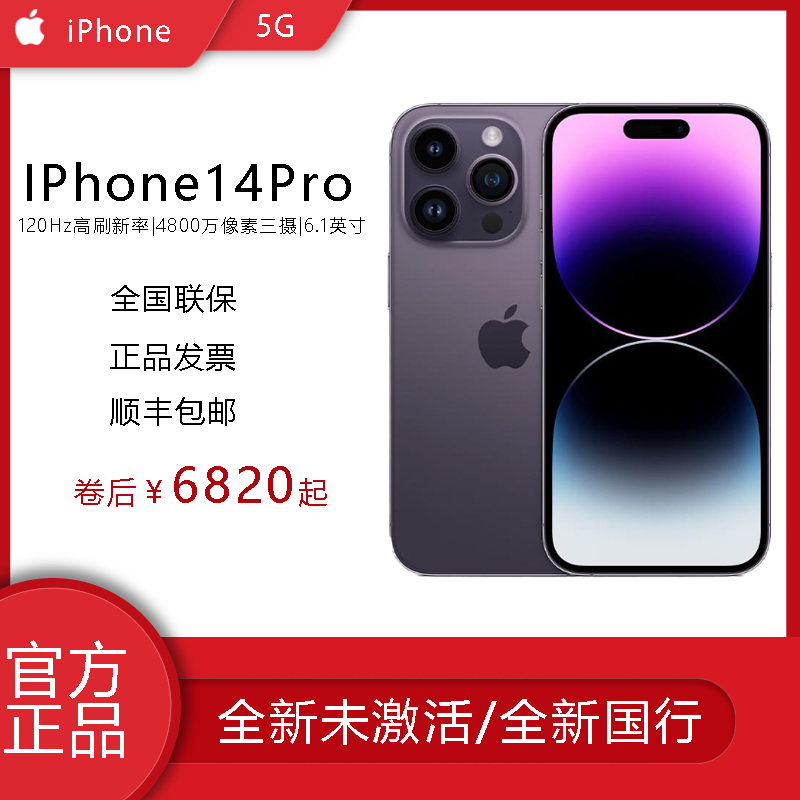 iPhone
5G
IPhone14Pro
120Hz高刷新率|4800万像素三摄|6.1英寸
全国联保
正品发票
顺丰包邮
卷后￥6820起
官方
正品
全新未激活/全新国行